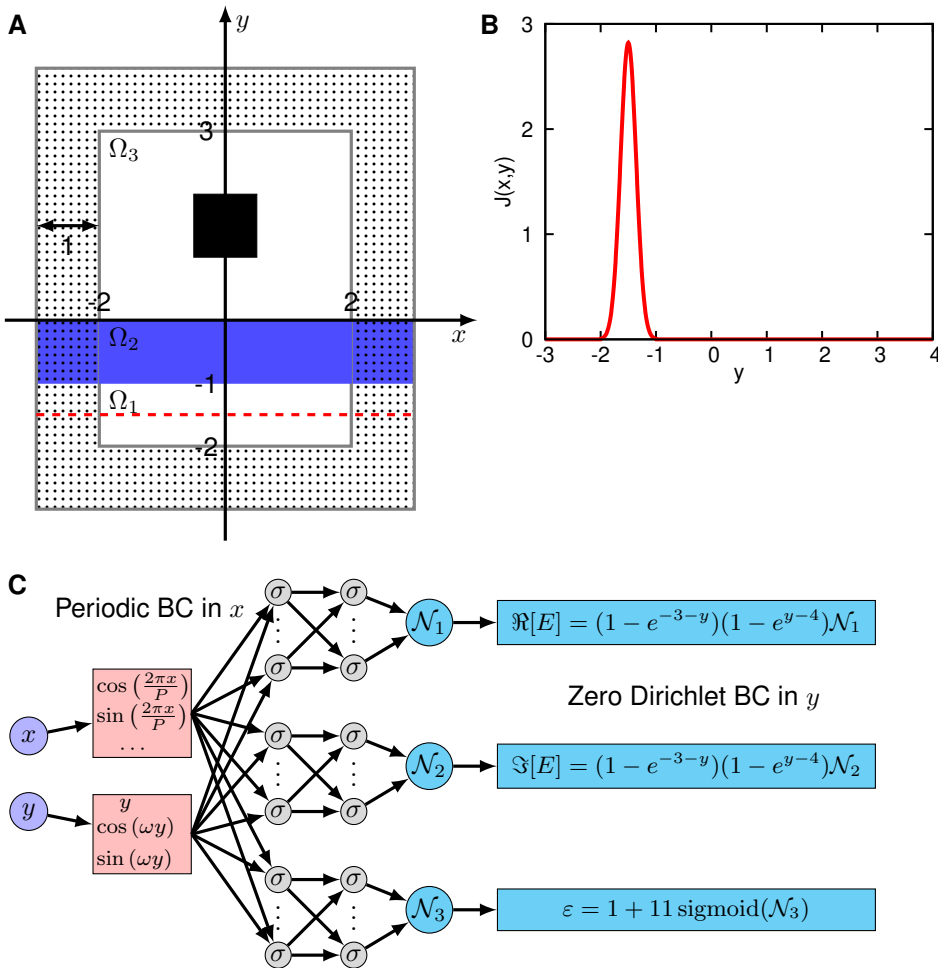 A
y
3
Ω₃
1
-2
2
x
Ω₂
-1
Ω₁
-2
B
3
2
1
0
J(x,y)
-3 -2 -1 0 1 2 3 4
y
C
Periodic BC in x
x
y
cos (2πx/P)
sin (2πx/P)
...
y
cos (ωy)
sin (ωy)
σ σ
⋮ ⋮
σ σ
σ σ
⋮ ⋮
σ σ
σ σ
⋮ ⋮
σ σ
𝒩₁
𝒩₂
𝒩₃
ℜ[E] = (1 − e^{−3−y})(1 − e^{y−4})𝒩₁
Zero Dirichlet BC in y
ℑ[E] = (1 − e^{−3−y})(1 − e^{y−4})𝒩₂
ε = 1 + 11 sigmoid(𝒩₃)